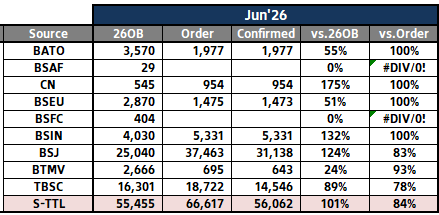 Jun'26
Source 26OB Order Confirmed vs.26OB vs.Order
BATO 3,570 1,977 1,977 55% 100%
BSAF 29 0% #DIV/0!
CN 545 954 954 175% 100%
BSEU 2,870 1,475 1,473 51% 100%
BSFC 404 0% #DIV/0!
BSIN 4,030 5,331 5,331 132% 100%
BSJ 25,040 37,463 31,138 124% 83%
BTMV 2,666 695 643 24% 93%
TBSC 16,301 18,722 14,546 89% 78%
S-TTL 55,455 66,617 56,062 101% 84%